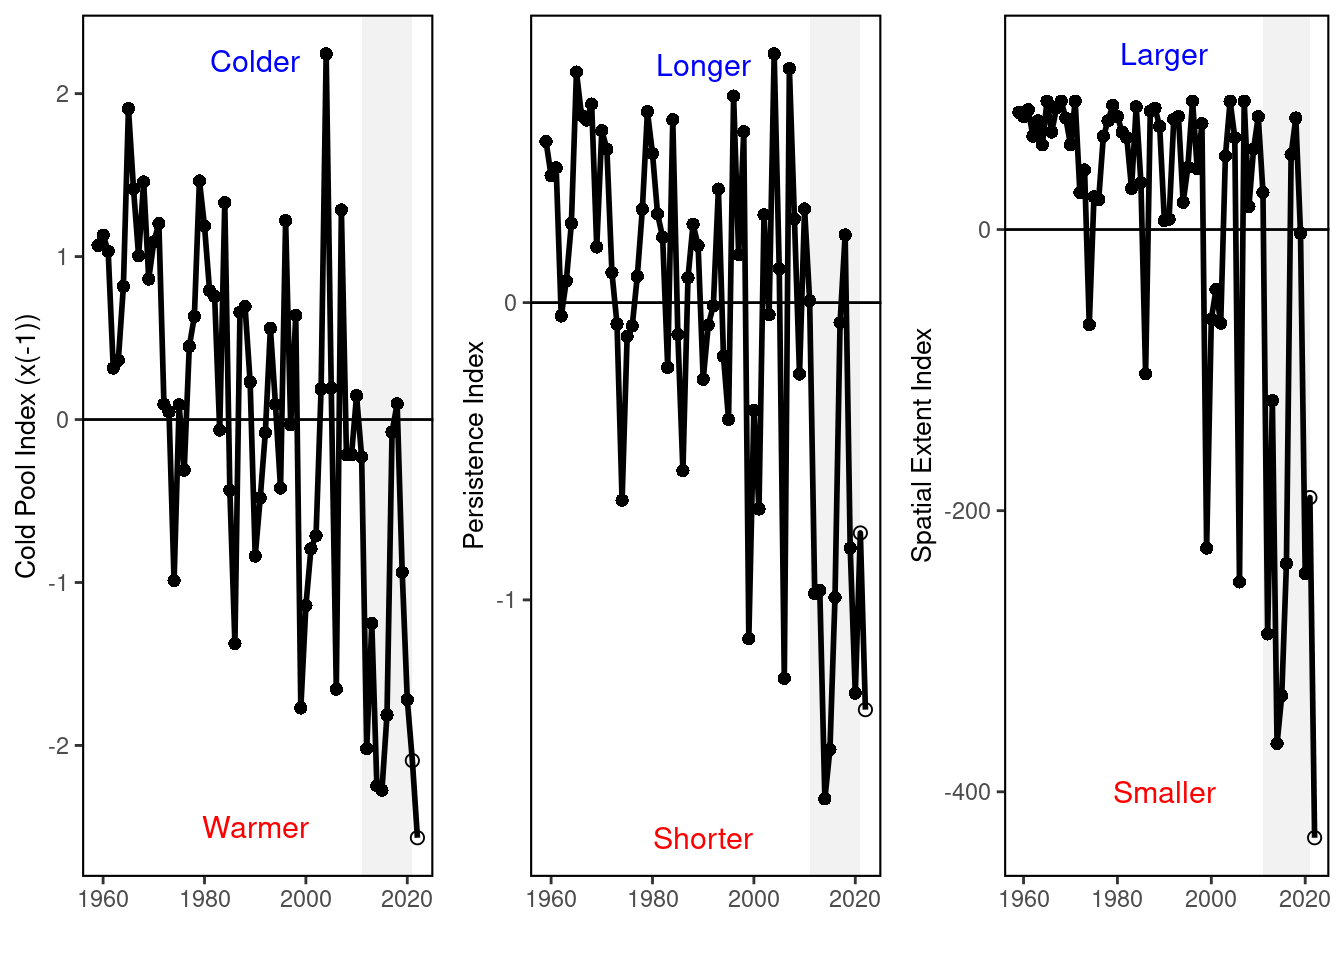 Cold Pool Index (x(-1))
2
1
0
-1
-2
Colder
Warmer
1960 1980 2000 2020
Persistence Index
0
-1
Longer
Shorter
1960 1980 2000 2020
Spatial Extent Index
0
-200
-400
Larger
Smaller
1960 1980 2000 2020